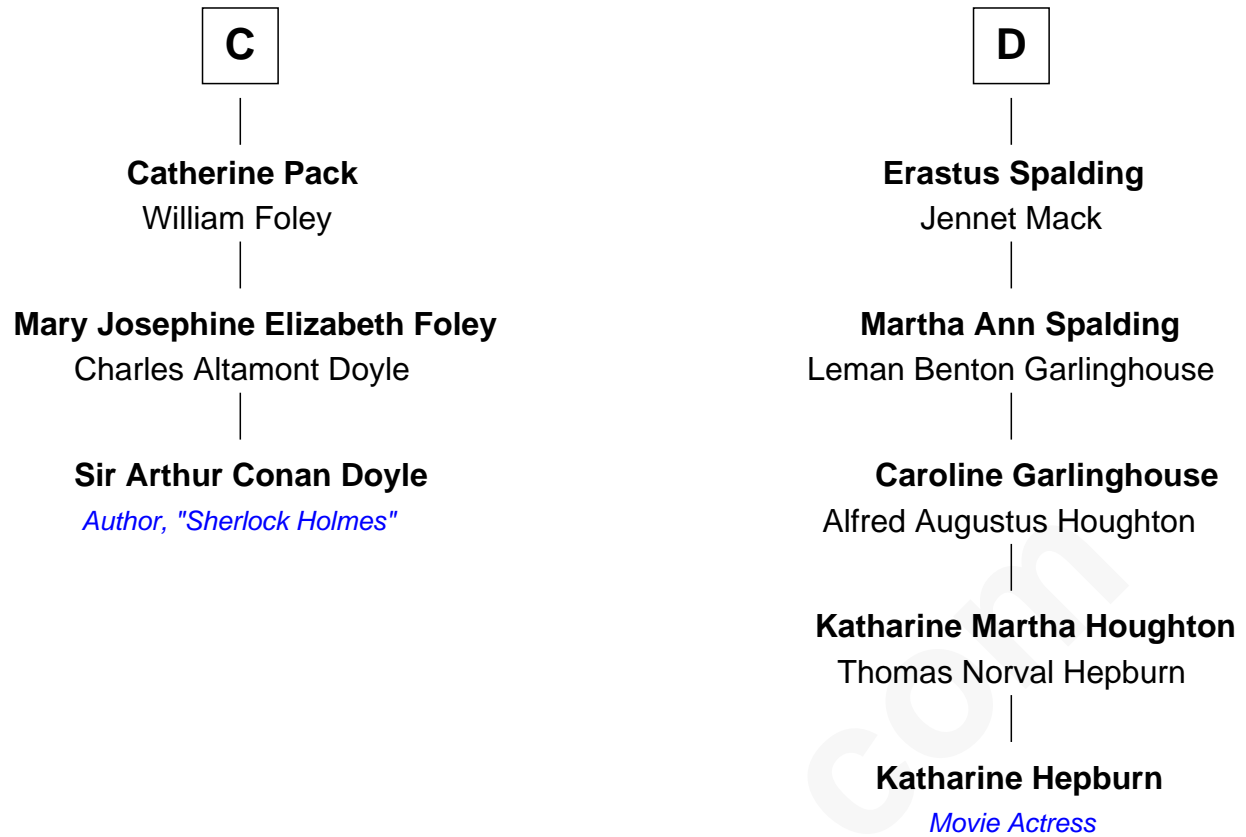 C
Catherine Pack
William Foley
Mary Josephine Elizabeth Foley
Charles Altamont Doyle
Sir Arthur Conan Doyle
Author, "Sherlock Holmes"
D
Erastus Spalding
Jennet Mack
Martha Ann Spalding
Leman Benton Garlinghouse
Caroline Garlinghouse
Alfred Augustus Houghton
Katharine Martha Houghton
Thomas Norval Hepburn
Katharine Hepburn
Movie Actress
com